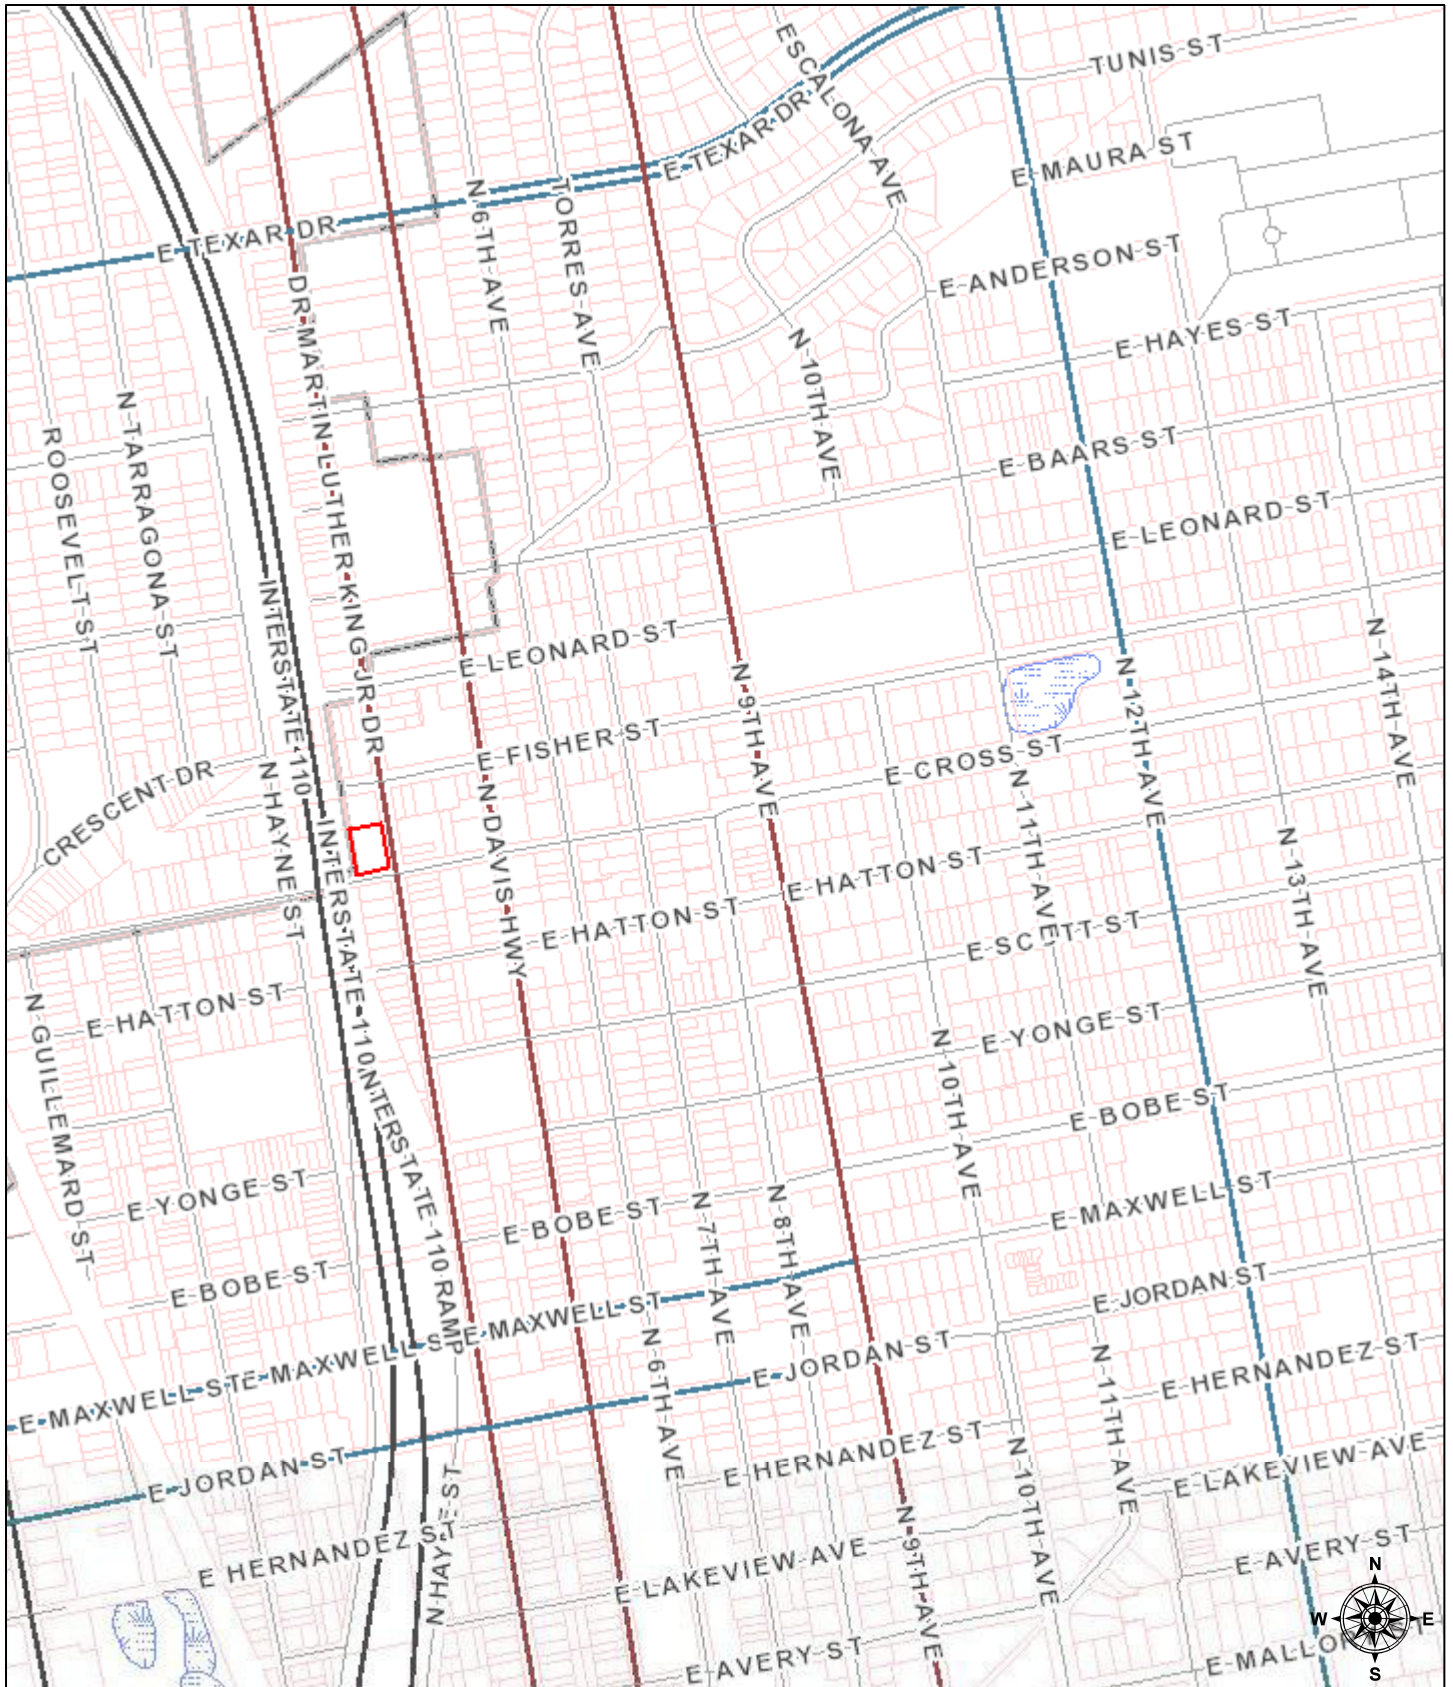 ESCALONA AVE
TUNIS ST
E TEXAR DR
E MAURA ST
N 6TH AVE
TORRES AVE
E TEXAR DR
E ANDERSON ST
DR MARTIN LUTHER KING JR DR
E HAYES ST
N 10TH AVE
N TARRAGONA ST
ROOSEVELT ST
E BAARS ST
E LEONARD ST
INTERSTATE 110
E LEONARD ST
N 14TH AVE
N 9TH AVE
N 12TH AVE
E FISHER ST
E CROSS ST
N DAVIS HWY
CRESCENT DR
N HAYNE ST
N 11TH AVE
INTERSTATE 110
N 13TH AVE
E HATTON ST
E HATTON ST
E SCOTT ST
N GUILLEMARD ST
E HATTON ST
E YONGE ST
N 10TH AVE
INTERSTATE 110 RAMP
E BOBE ST
E YONGE ST
E MAXWELL ST
N 7TH AVE
N 8TH AVE
E BOBE ST
E BOBE ST
E JORDAN ST
E MAXWELL ST
E MAXWELL ST
E MAXWELL ST
N 6TH AVE
E JORDAN ST
N 11TH AVE
E HERNANDEZ ST
E JORDAN ST
E HERNANDEZ ST
N 10TH AVE
E LAKEVIEW AVE
N HAYNE ST
N 9TH AVE
E HERNANDEZ ST
E LAKEVIEW AVE
E AVERY ST
N
W E
S
E AVERY ST